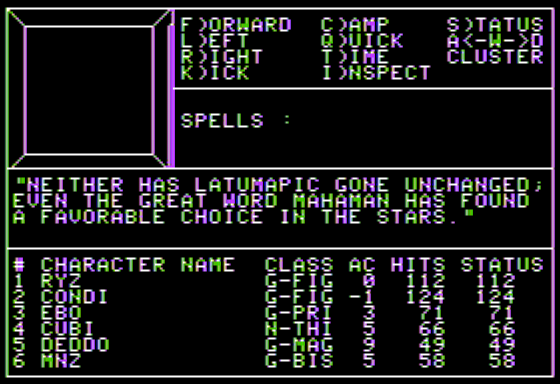 F)ORWARD C)AMP S)TATUS
L)EFT Q)UICK A<-W->D
R)IGHT T)IME CLUSTER
K)ICK I)NSPECT
SPELLS :
"NEITHER HAS LATUMAPIC GONE UNCHANGED;
EVEN THE GREAT WORD MAHAMAN HAS FOUND
A FAVORABLE CHOICE IN THE STARS."
# CHARACTER NAME CLASS AC HITS STATUS
1 RYZ G-FIG 0 112 112
2 CONDI G-FIG -1 124 124
3 EBO G-PRI 3 71 71
4 CUBI N-THI 5 66 66
5 DEDDO G-MAG 9 49 49
6 MNZ G-BIS 5 58 58